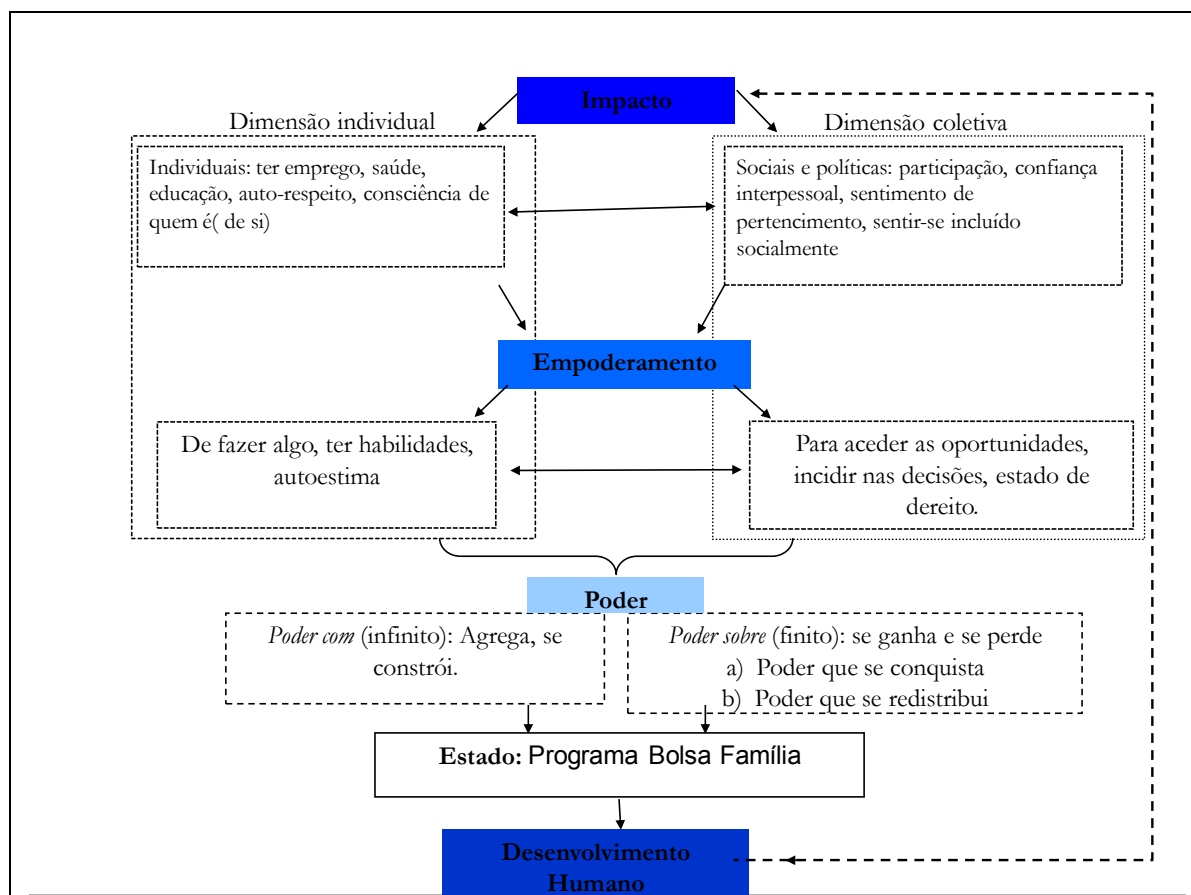 Impacto
Dimensão individual
Dimensão coletiva
Individuais: ter emprego, saúde,
educação, auto-respeito, consciência de
quem é( de si)
Sociais e políticas: participação, confiança
interpessoal, sentimento de
pertencimento, sentir-se incluído
socialmente
Empoderamento
De fazer algo, ter habilidades,
autoestima
Para aceder as oportunidades,
incidir nas decisões, estado de
dereito.
Poder
Poder com (infinito): Agrega, se
constrói.
Poder sobre (finito): se ganha e se perde
a) Poder que se conquista
b) Poder que se redistribui
Estado: Programa Bolsa Família
Desenvolvimento
Humano